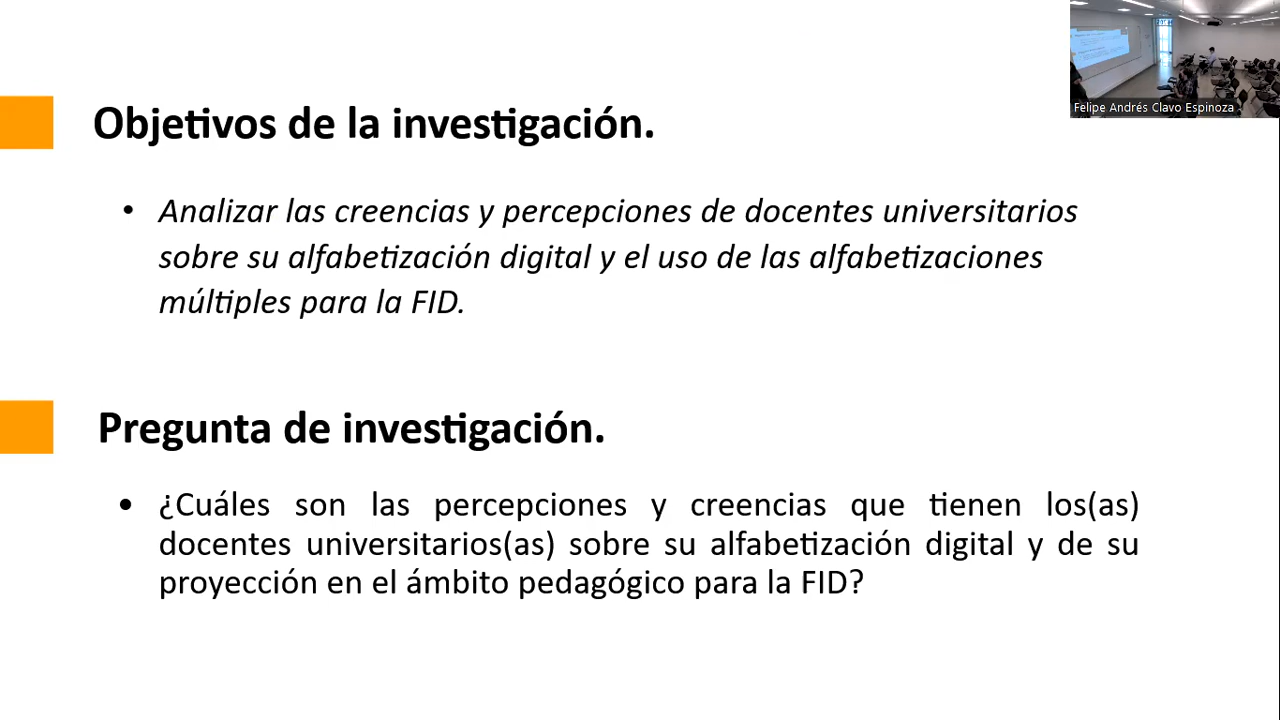 Objetivos de la investigación.
• Analizar las creencias y percepciones de docentes universitarios
sobre su alfabetización digital y el uso de las alfabetizaciones
múltiples para la FID.
Pregunta de investigación.
• ¿Cuáles son las percepciones y creencias que tienen los(as)
docentes universitarios(as) sobre su alfabetización digital y de su
proyección en el ámbito pedagógico para la FID?
Felipe Andrés Clavo Espinoza